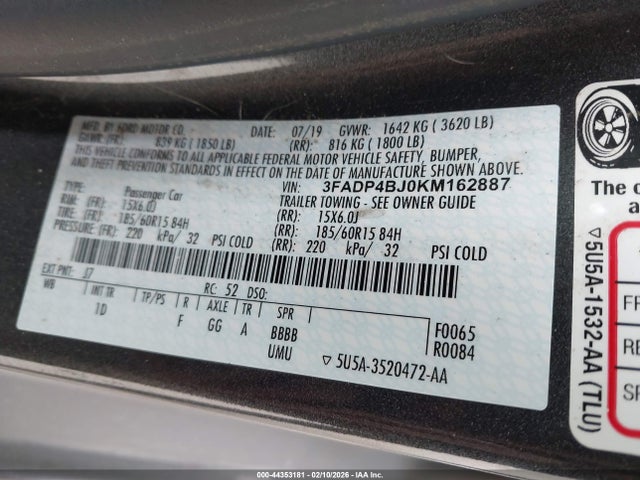 MFD. BY FORD MOTOR CO. DATE: 07/19 GVWR: 1642 KG ( 3620 LB)
GVWR (FR): 839 KG ( 1850 LB) (RR): 816 KG ( 1800 LB)
THIS VEHICLE CONFORMS TO ALL APPLICABLE FEDERAL MOTOR VEHICLE SAFETY, BUMPER,
AND THEFT PREVENTION STANDARDS IN EFFECT ON THE DATE OF MANUFACTURE SHOWN ABOVE.
VIN: 3FADP4BJ0KM162887
Passenger Car TRAILER TOWING - SEE OWNER GUIDE
RIM: (FR): 15X6.0J (RR): 15X6.0J
TIRE: (FR): 185/60R15 84H (RR): 185/60R15 84H
PRESSURE: (FR): 220 kPa/ 32 PSI COLD (RR): 220 kPa/ 32 PSI COLD
EXT PNT: J7 RC: 52 DSO:
WB INT TR TP/PS R AXLE TR SPR
1D F GG A BBBB F0065
UMU R0084
▽5U5A-3520472-AA
The c
a
FR
RE
SP
▽5U5A-1532-AA (TLU)
000-44353181 - 02/10/2026 - IAAI.COM